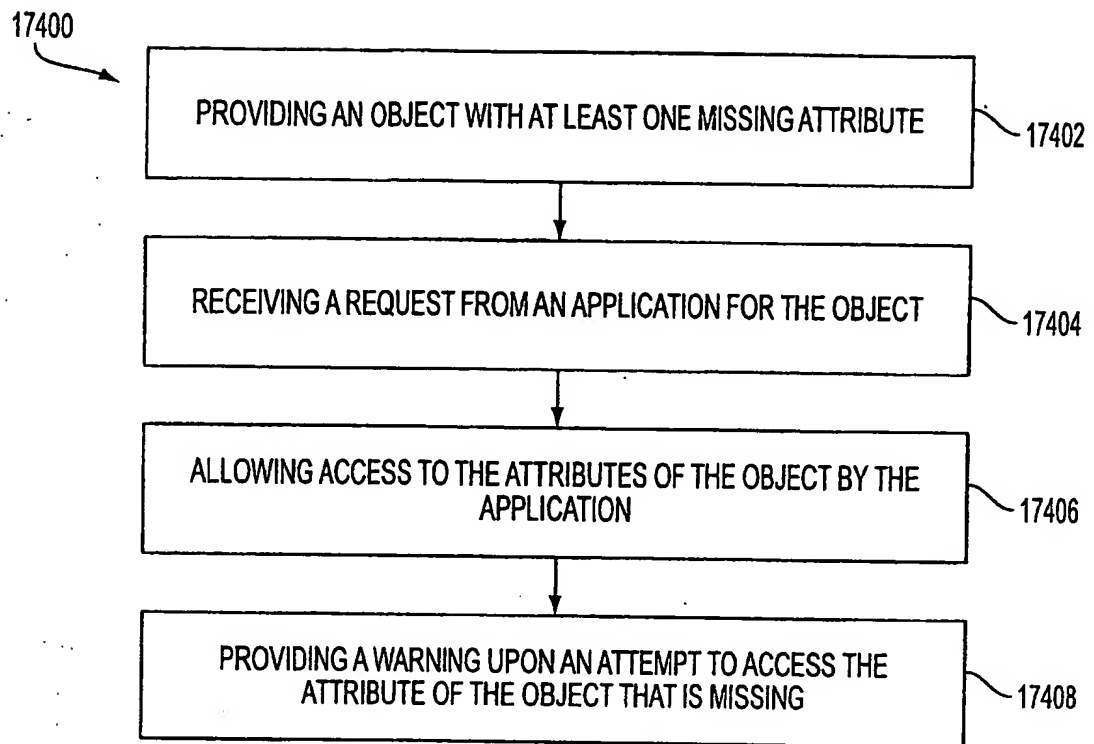 17400
PROVIDING AN OBJECT WITH AT LEAST ONE MISSING ATTRIBUTE
17402
RECEIVING A REQUEST FROM AN APPLICATION FOR THE OBJECT
17404
ALLOWING ACCESS TO THE ATTRIBUTES OF THE OBJECT BY THE
APPLICATION
17406
PROVIDING A WARNING UPON AN ATTEMPT TO ACCESS THE
ATTRIBUTE OF THE OBJECT THAT IS MISSING
17408